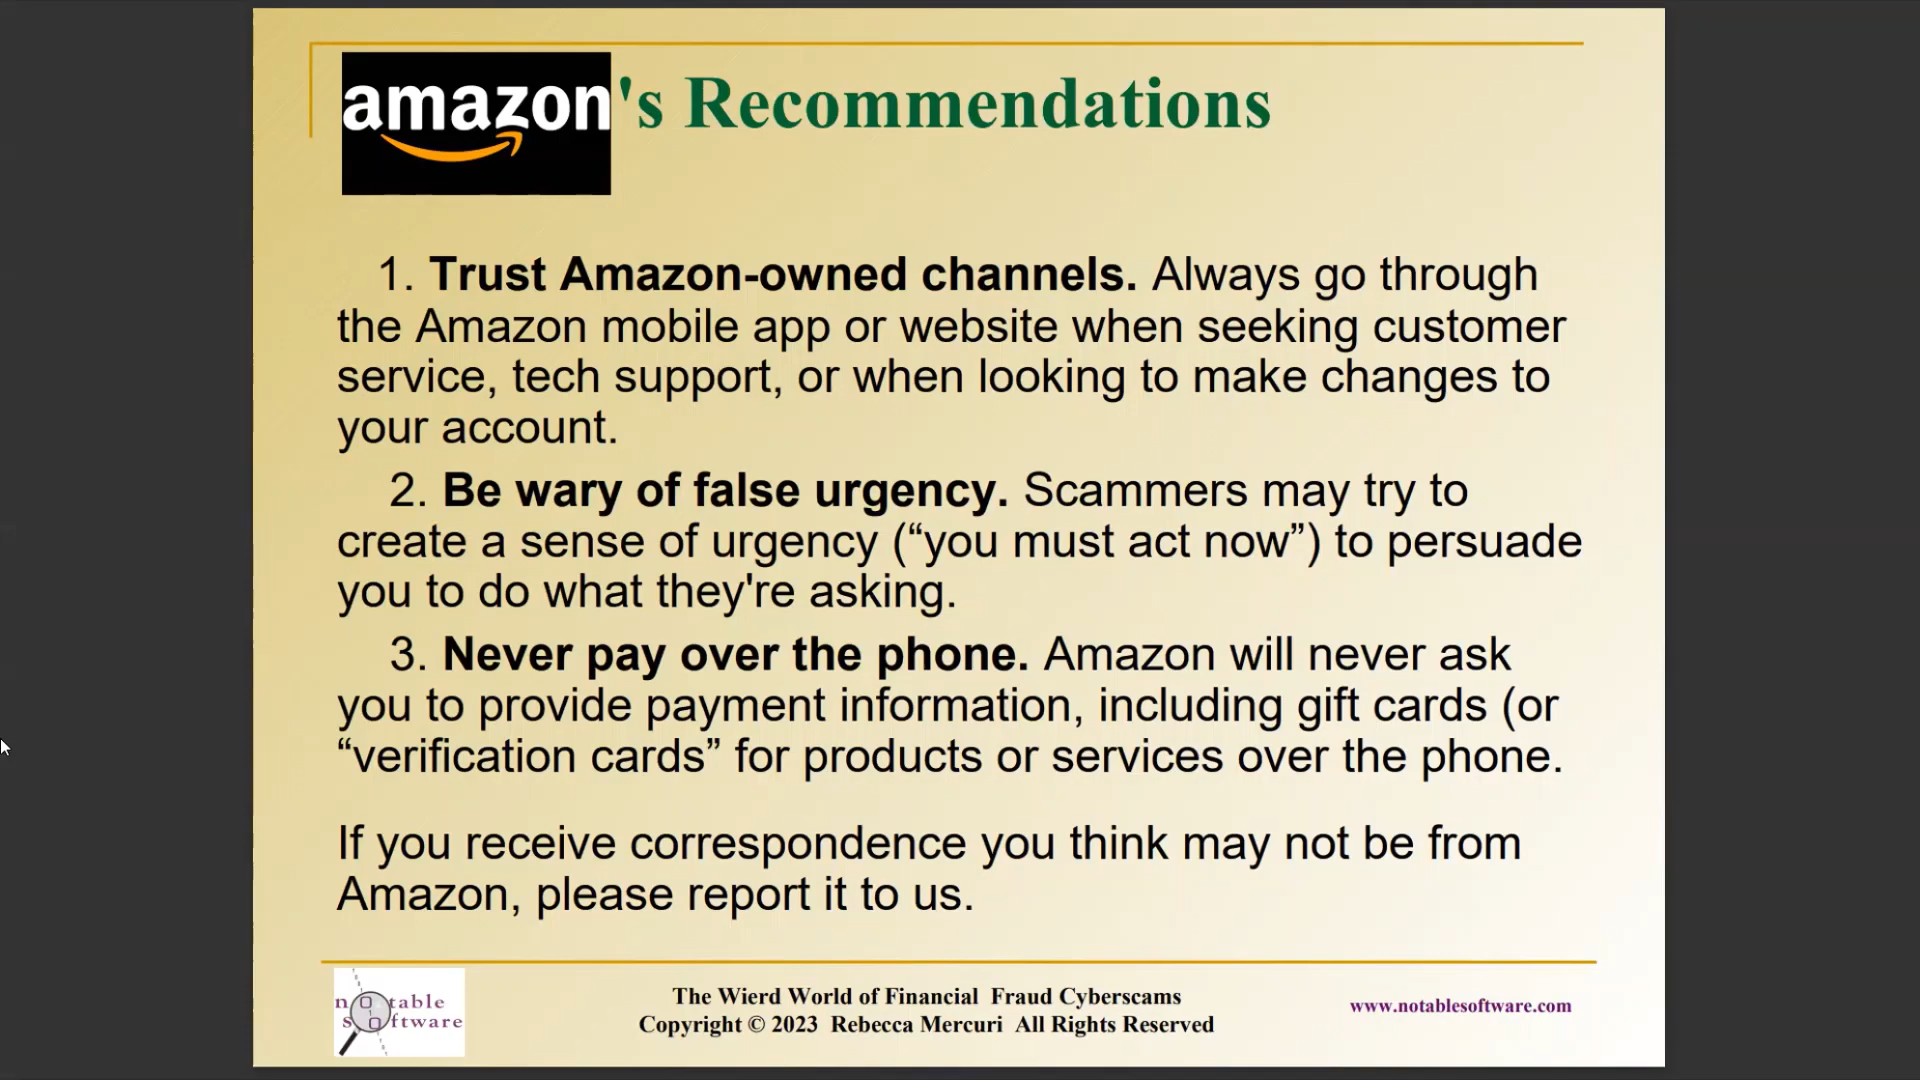 amazon's Recommendations
1. Trust Amazon-owned channels. Always go through
the Amazon mobile app or website when seeking customer
service, tech support, or when looking to make changes to
your account.
2. Be wary of false urgency. Scammers may try to
create a sense of urgency (“you must act now”) to persuade
you to do what they're asking.
3. Never pay over the phone. Amazon will never ask
you to provide payment information, including gift cards (or
“verification cards” for products or services over the phone.
If you receive correspondence you think may not be from
Amazon, please report it to us.
notable
software
The Wierd World of Financial Fraud Cyberscams
Copyright © 2023 Rebecca Mercuri All Rights Reserved
www.notablesoftware.com